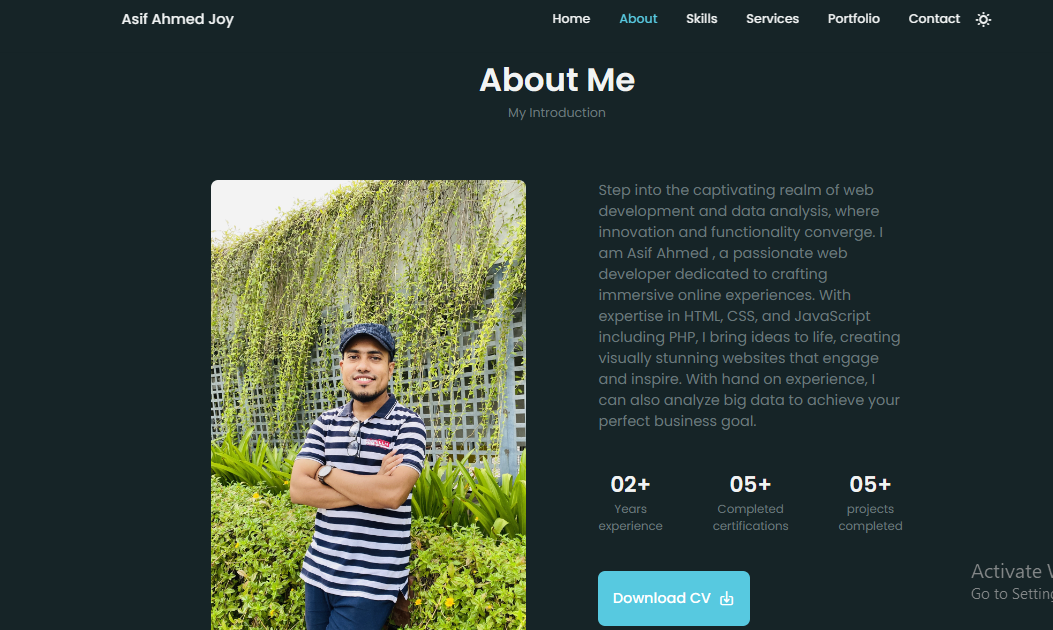 Asif Ahmed Joy
Home About Skills Services Portfolio Contact
About Me
My Introduction
Step into the captivating realm of web
development and data analysis, where
innovation and functionality converge. I
am Asif Ahmed , a passionate web
developer dedicated to crafting
immersive online experiences. With
expertise in HTML, CSS, and JavaScript
including PHP, I bring ideas to life, creating
visually stunning websites that engage
and inspire. With hand on experience, I
can also analyze big data to achieve your
perfect business goal.
02+ 05+ 05+
Years Completed projects
experience certifications completed
Download CV
Activate
Go to Setting